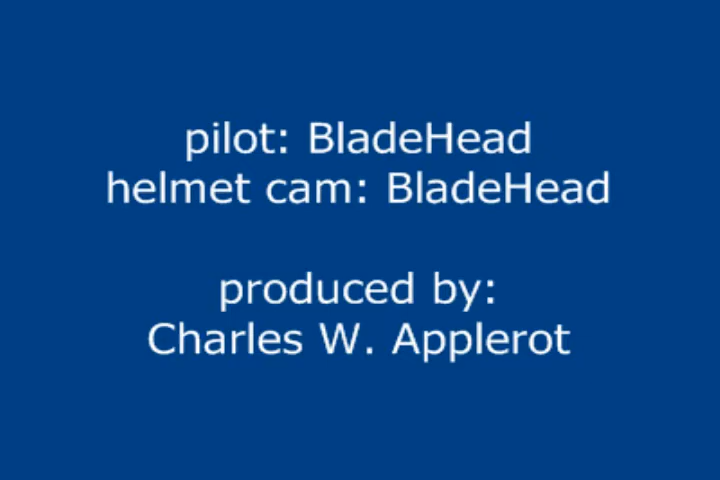 pilot: BladeHead
helmet cam: BladeHead
produced by:
Charles W. Applerot